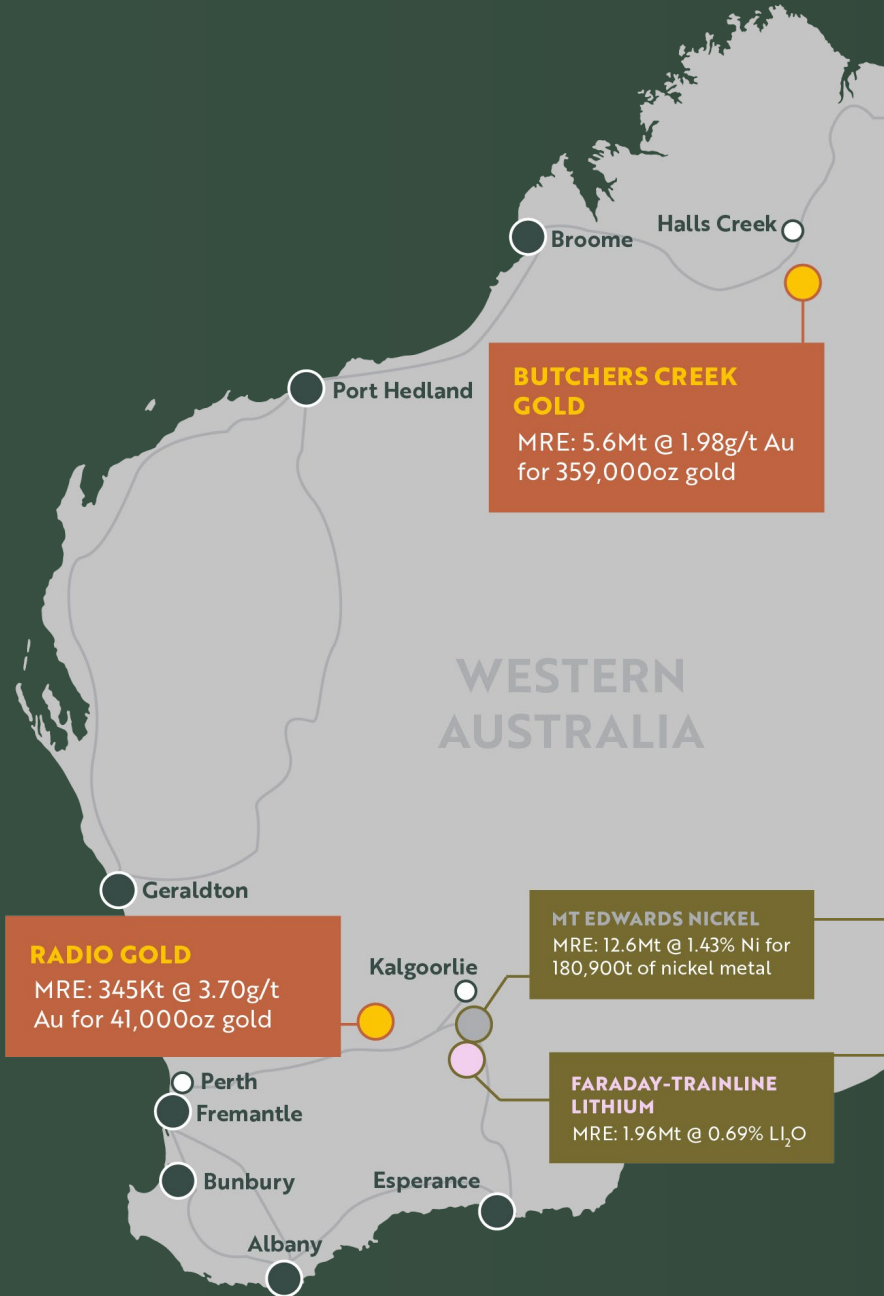 Halls Creek
Broome
BUTCHERS CREEK
GOLD
MRE: 5.6Mt @ 1.98g/t Au
for 359,000oz gold
Port Hedland
WESTERN
AUSTRALIA
Geraldton
MT EDWARDS NICKEL
MRE: 12.6Mt @ 1.43% Ni for
180,900t of nickel metal
RADIO GOLD
MRE: 345Kt @ 3.70g/t
Au for 41,000oz gold
Kalgoorlie
FARADAY-TRAINLINE
LITHIUM
MRE: 1.96Mt @ 0.69% LI₂O
Perth
Fremantle
Bunbury
Esperance
Albany